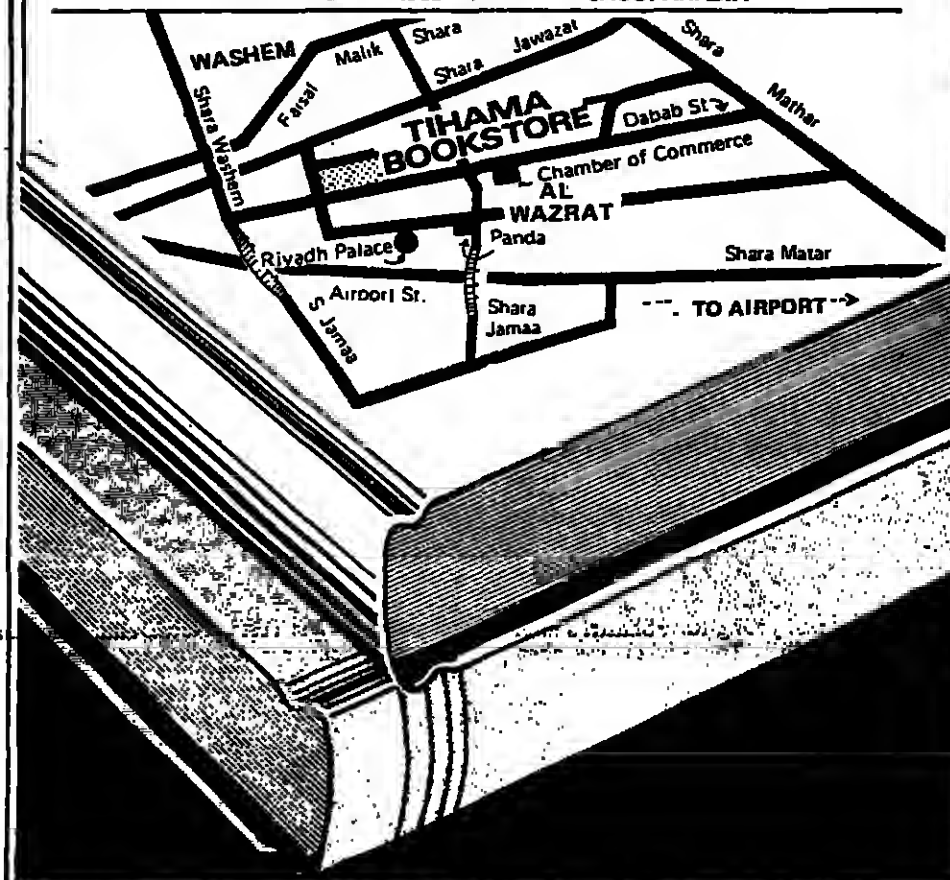 WASHEM
Malik
Faisal
Shara
Shara
Jawazat
Shara
Mathar
Shara Washem
TIHAMA
BOOKSTORE
Dabab St
Chamber of Commerce
AL
WAZRAT
Riyadh Palace
Panda
Shara Matar
Airport St.
S Jamaa
Shara
Jamaa
TO AIRPORT